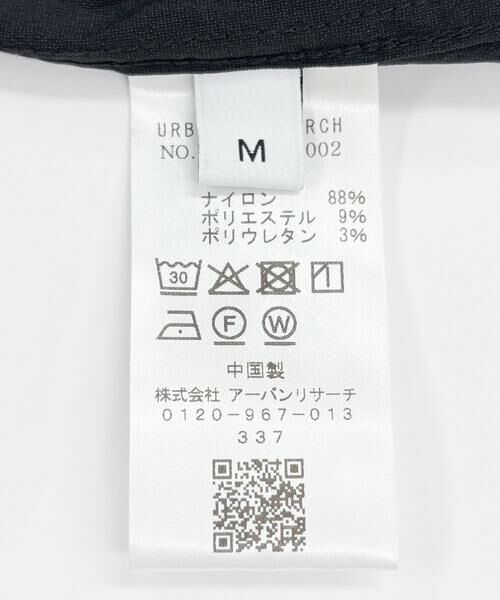 URB RCH
NO. 002
M
ナイロン 88%
ポリエステル 9%
ポリウレタン 3%
30
F W
中国製
株式会社 アーバンリサーチ
0120-967-013
337